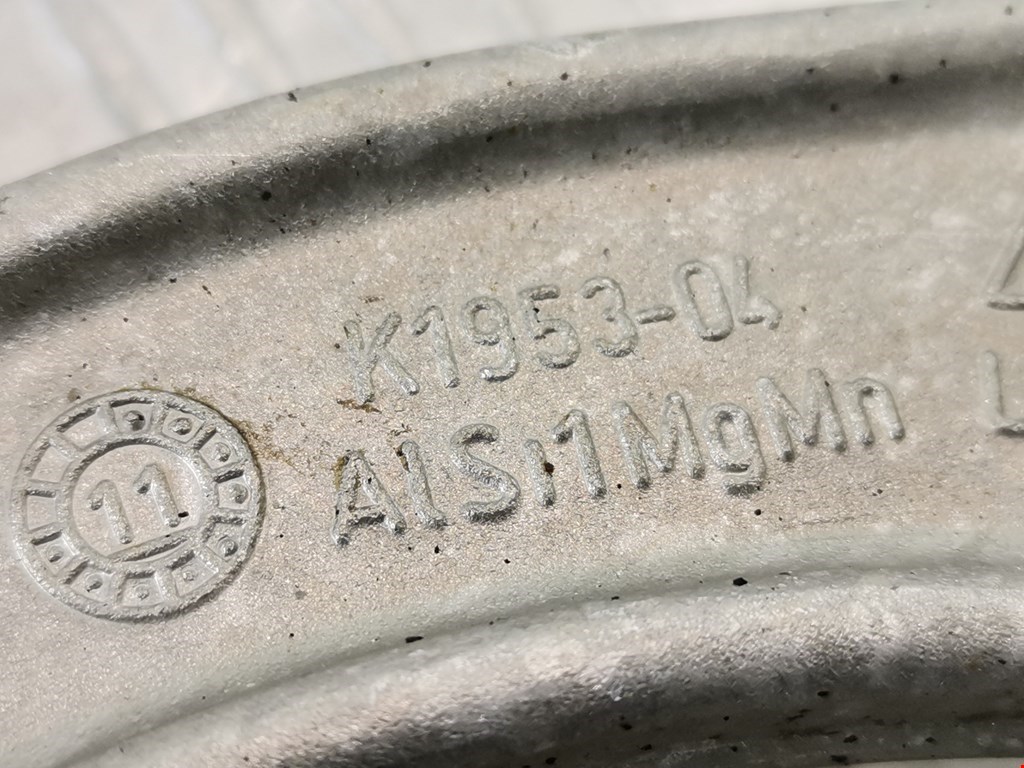 K1953-04
AlSi1MgMn
11
L